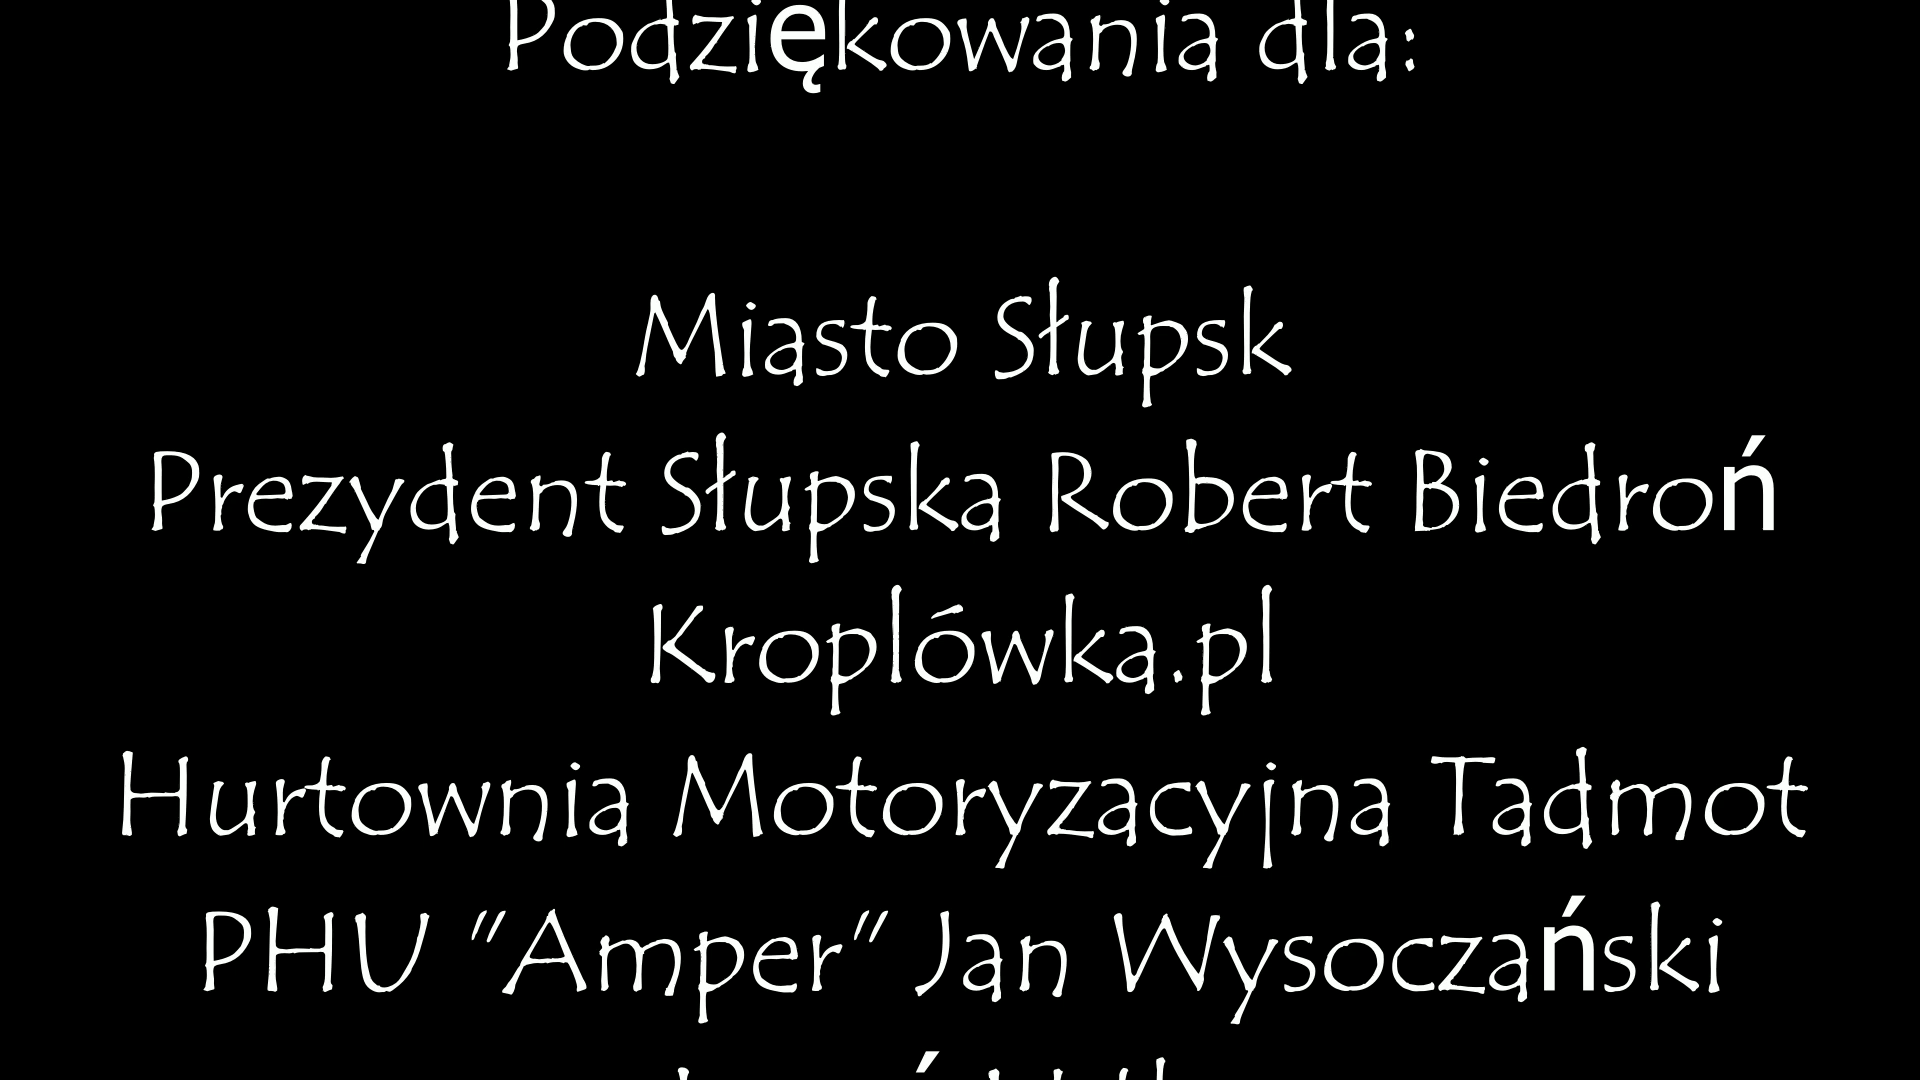 Podziękowania dla:
Miasto Słupsk
Prezydent Słupska Robert Biedroń
Kroplówka.pl
Hurtownia Motoryzacyjna Tadmot
PHU "Amper" Jan Wysoczański